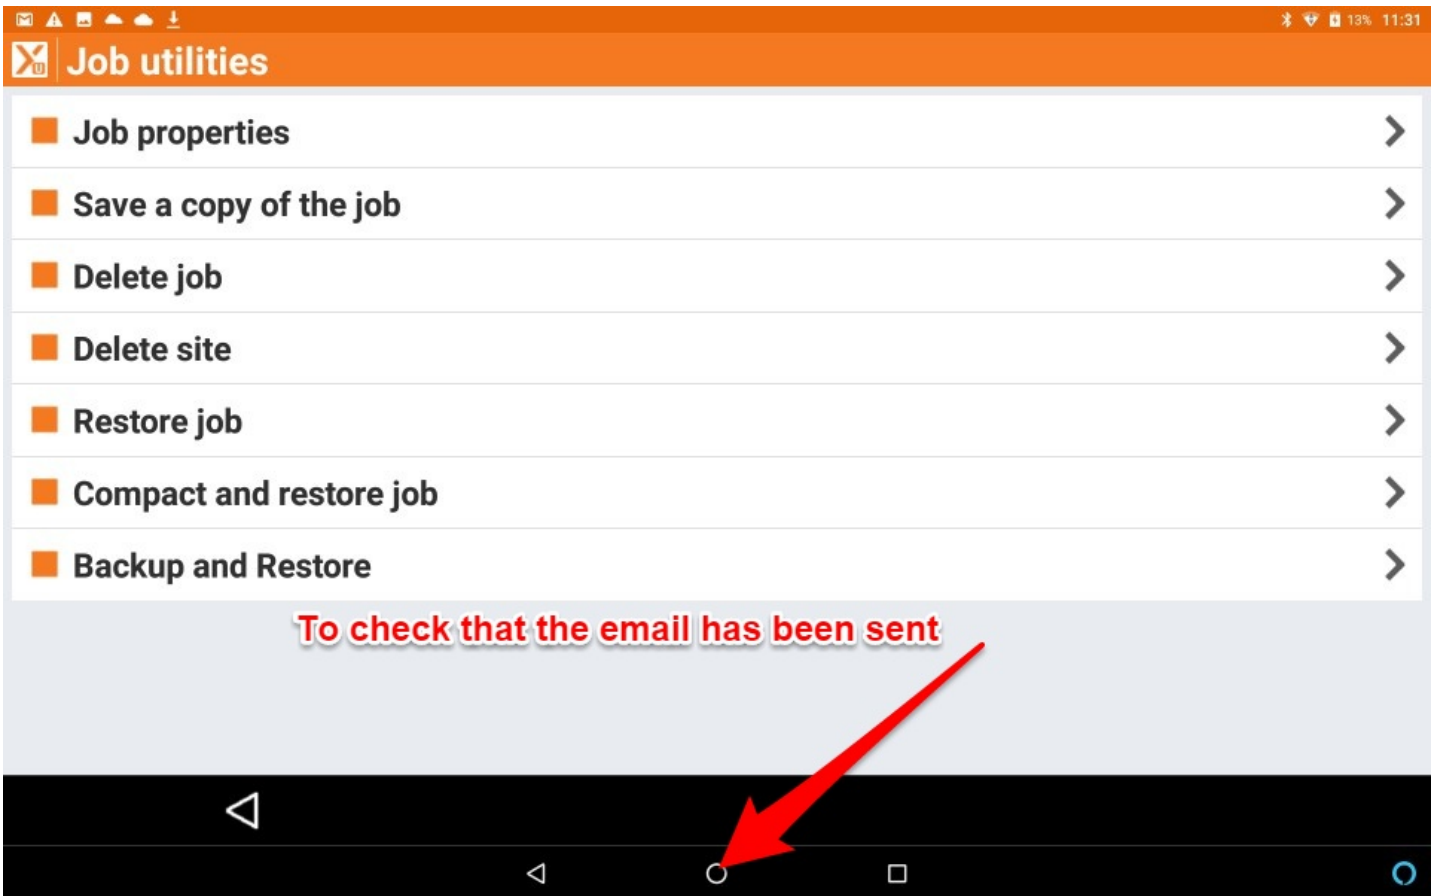 13% 11:31
Job utilities
Job properties
Save a copy of the job
Delete job
Delete site
Restore job
Compact and restore job
Backup and Restore
To check that the email has been sent